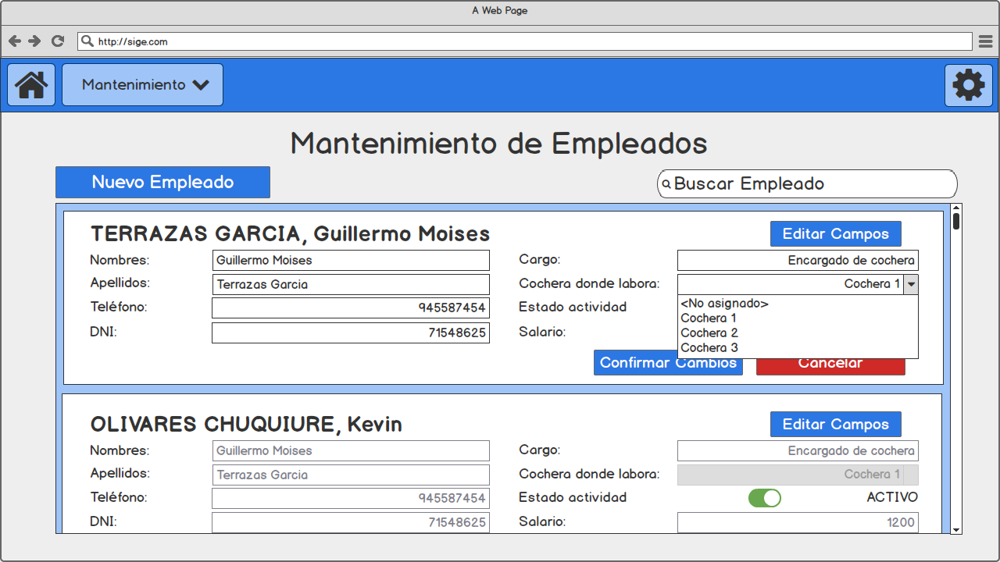 A Web Page
http://sige.com
Mantenimiento
Mantenimiento de Empleados
Nuevo Empleado
Buscar Empleado
TERRAZAS GARCIA, Guillermo Moises
Editar Campos
Nombres: Guillermo Moises
Cargo: Encargado de cochera
Apellidos: Terrazas Garcia
Cochera donde labora: Cochera 1
Teléfono: 945587454
Estado actividad
<No asignado>
Cochera 1
DNI: 71548625
Salario:
Cochera 2
Cochera 3
Confirmar Cambios
Cancelar
OLIVARES CHUQUIURE, Kevin
Editar Campos
Nombres: Guillermo Moises
Cargo: Encargado de cochera
Apellidos: Terrazas Garcia
Cochera donde labora: Cochera 1
Teléfono: 945587454
Estado actividad ACTIVO
DNI: 71548625
Salario: 1200